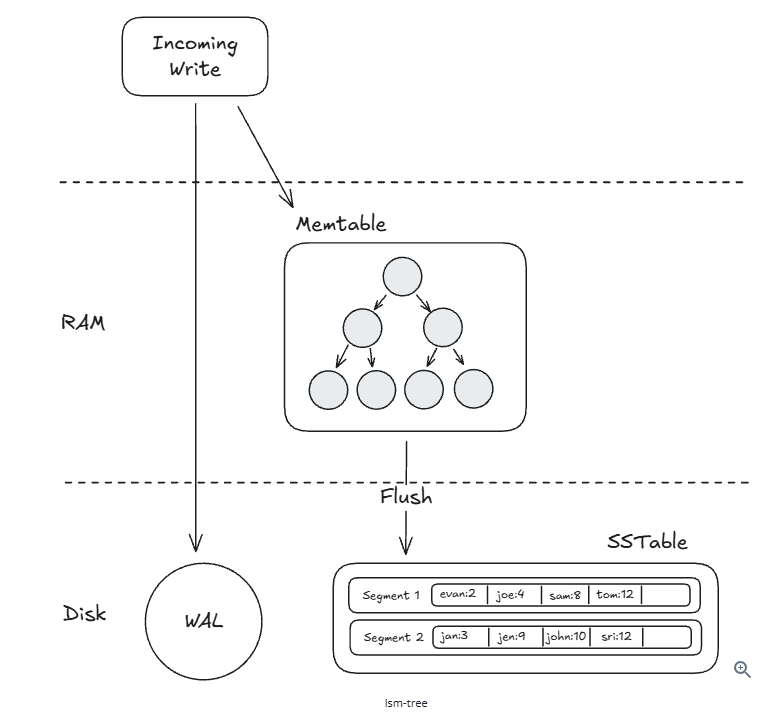 Incoming
Write
Memtable
RAM
Flush
SSTable
Segment 1 evan:2 joe:4 sam:8 tom:12
Disk
WAL
Segment 2 jan:3 jen:9 john:10 sri:12
lsm-tree